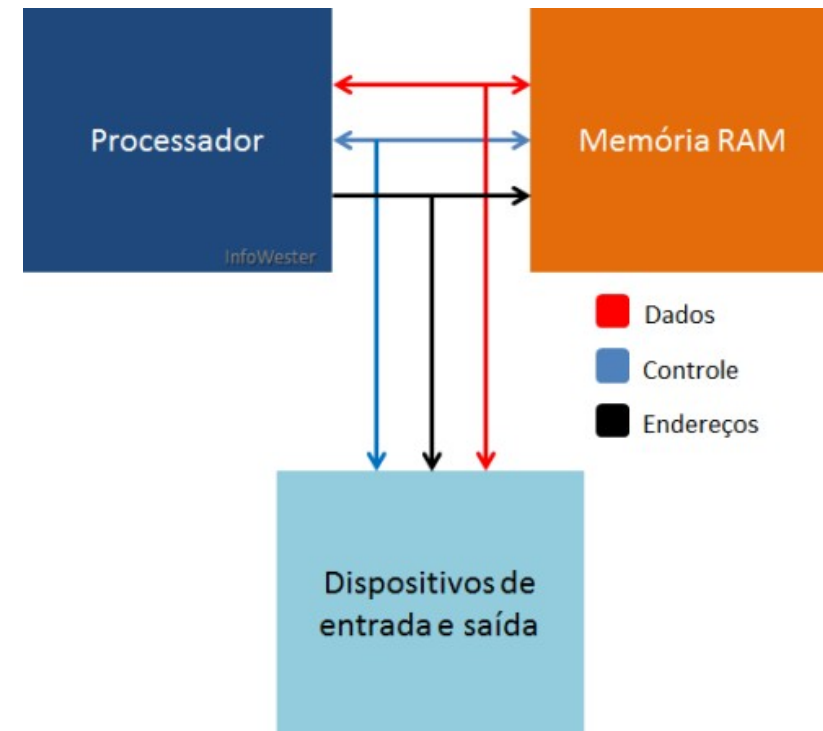 Processador
Memória RAM
InfoWester
Dados
Controle
Endereços
Dispositivos de
entrada e saída